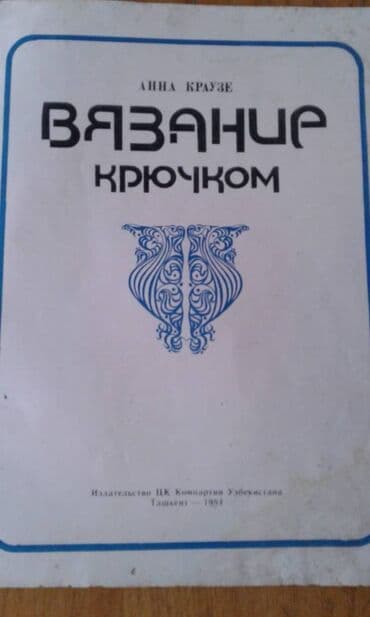 АННА КРАУЗЕ
ВЯЗАНИЕ
КРЮЧКОМ
Издательство ЦК Компартии Узбекистана
Ташкент — 1984